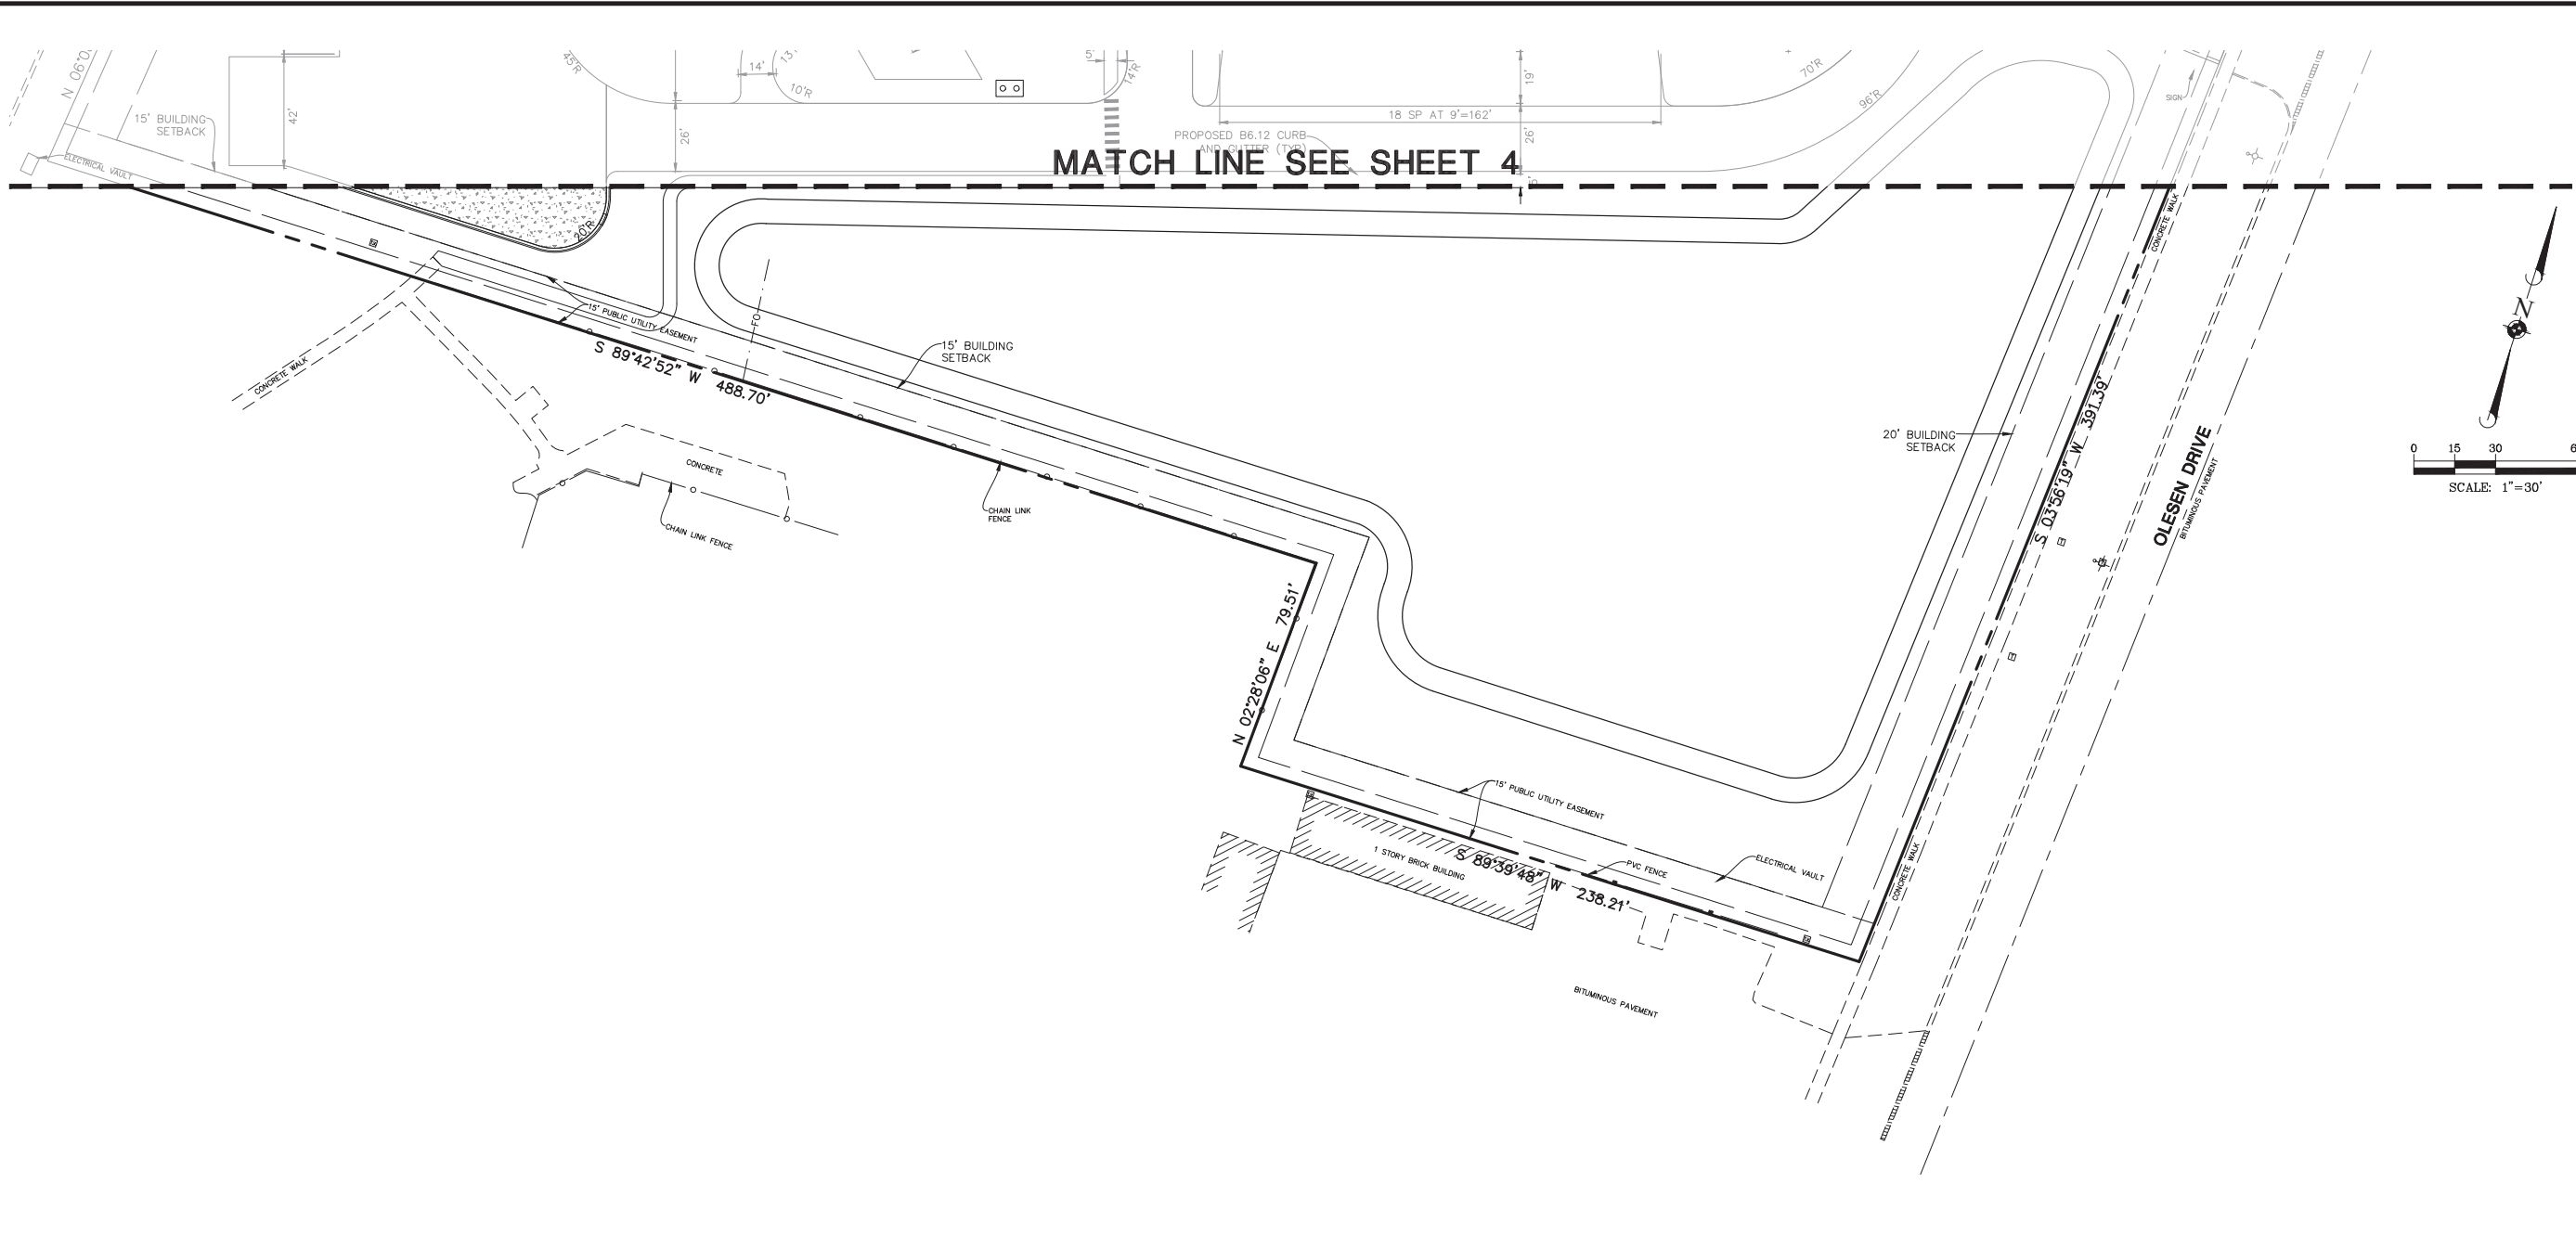 N 06°0
15' BUILDING
SETBACK
42'
45'R
14'
13'
10'R
26'
5'
14'R
19'
18 SP AT 9'=162'
26'
70'R
96'R
SIGN
PROPOSED B6.12 CURB
AND GUTTER (TYP)
ELECTRICAL VAULT
MATCH LINE SEE SHEET 4
20'R
CONCRETE WALK
15' PUBLIC UTILITY EASEMENT
FO
S 89°42'52" W 488.70'
15' BUILDING
SETBACK
CONCRETE WALK
CONCRETE
CHAIN LINK FENCE
CHAIN LINK
FENCE
N 02°28'06" E 79.51'
20' BUILDING
SETBACK
S 03°56'19" W 391.39'
OLESEN DRIVE
BITUMINOUS PAVEMENT
N
0 15 30 6
SCALE: 1"=30'
15' PUBLIC UTILITY EASEMENT
1 STORY BRICK BUILDING
S 89°39'48" W 238.21'
PVC FENCE
ELECTRICAL VAULT
CONCRETE WALK
BITUMINOUS PAVEMENT